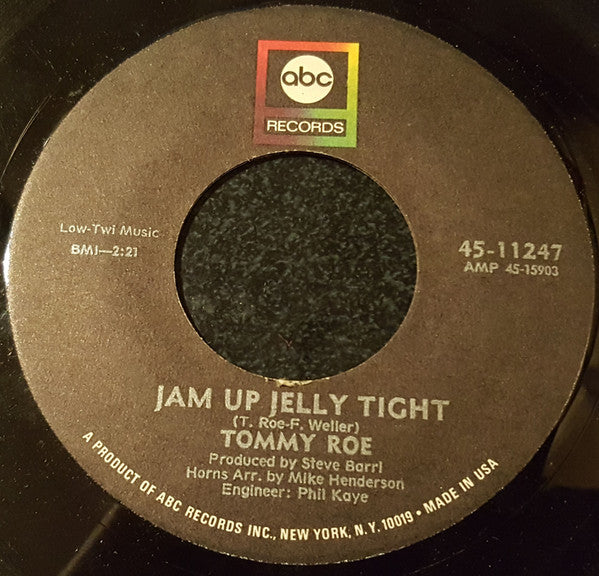 abc
RECORDS
Low-Twi Music
BMI—2:21
45-11247
AMP 45-15903
JAM UP JELLY TIGHT
(T. Roe-F. Weller)
TOMMY ROE
Produced by Steve Barri
Horns Arr. by Mike Henderson
Engineer: Phil Kaye
A PRODUCT OF ABC RECORDS INC., NEW YORK, N.Y. 10019 • MADE IN USA